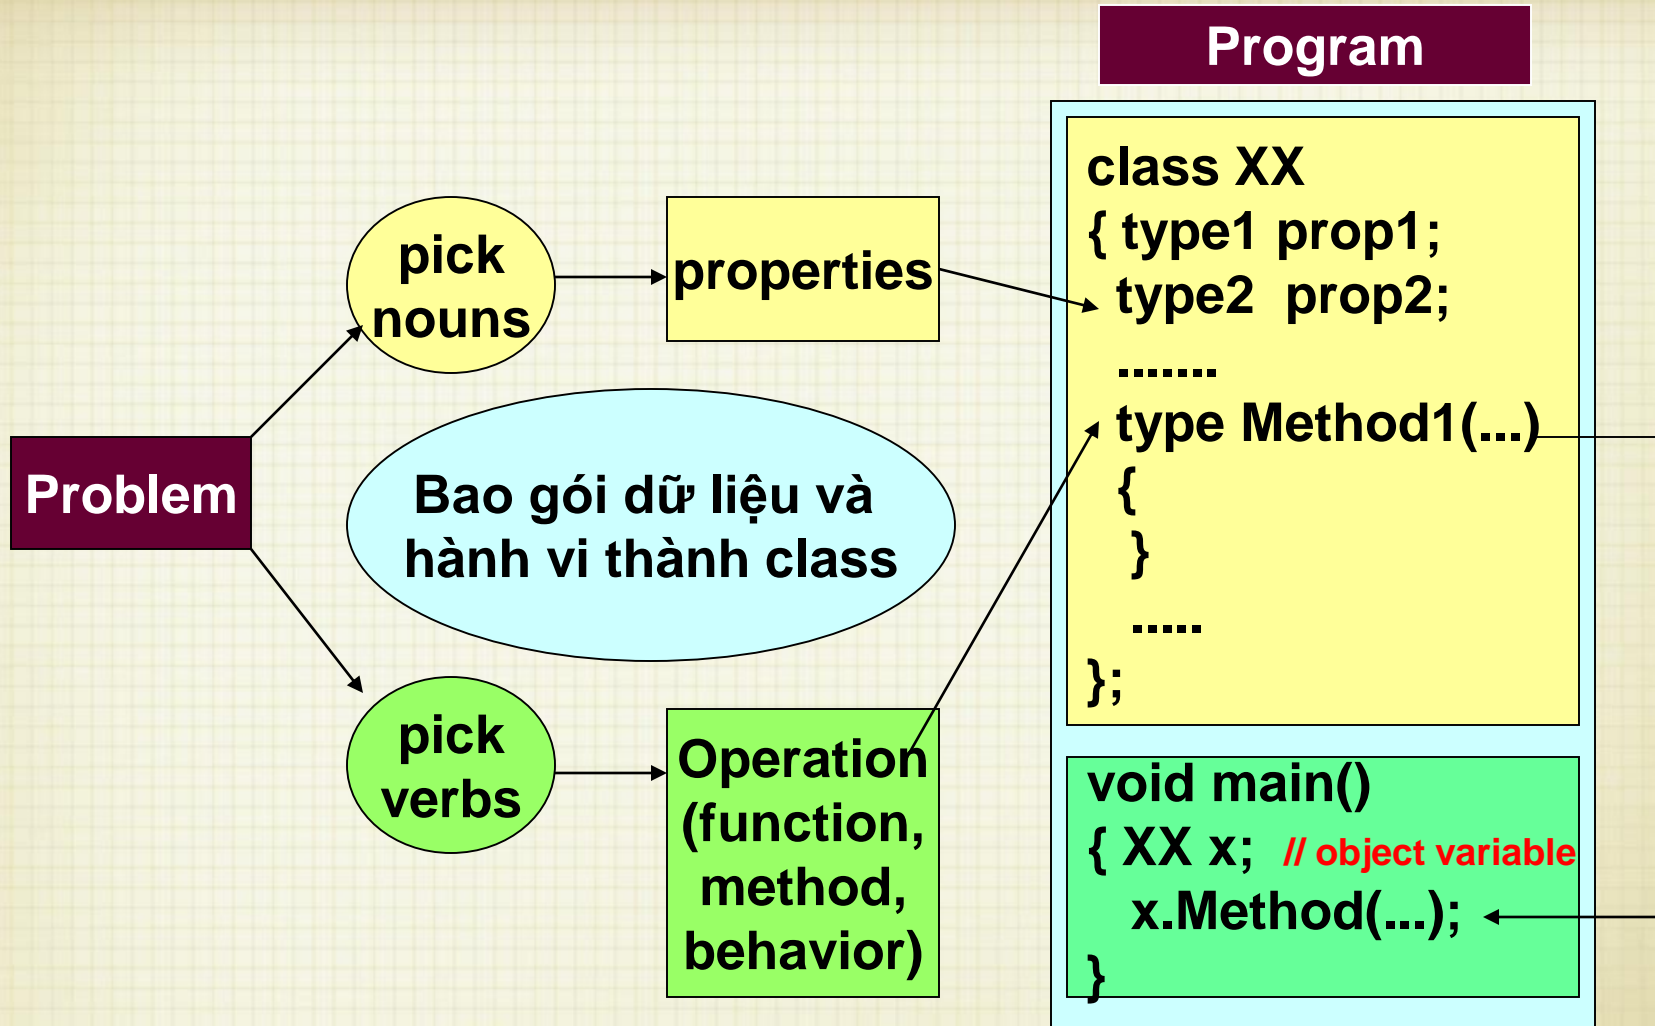 Program
Problem
pick
nouns
properties
Bao gói dữ liệu và
hành vi thành class
pick
verbs
Operation
(function,
method,
behavior)
class XX
{ type1 prop1;
type2 prop2;
.......
type Method1(...)
{
}
.....
};
void main()
{ XX x; // object variable
x.Method(...);
}